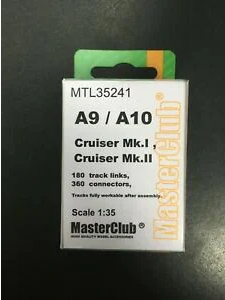 MTL35241
A9 / A10
Cruiser Mk.I ,
Cruiser Mk.II
180 track links,
360 connectors,
Tracks fully workable after assembly
Scale 1:35
MasterClub®
HIGH QUALITY MODEL ACCESSORIES
MasterClub®